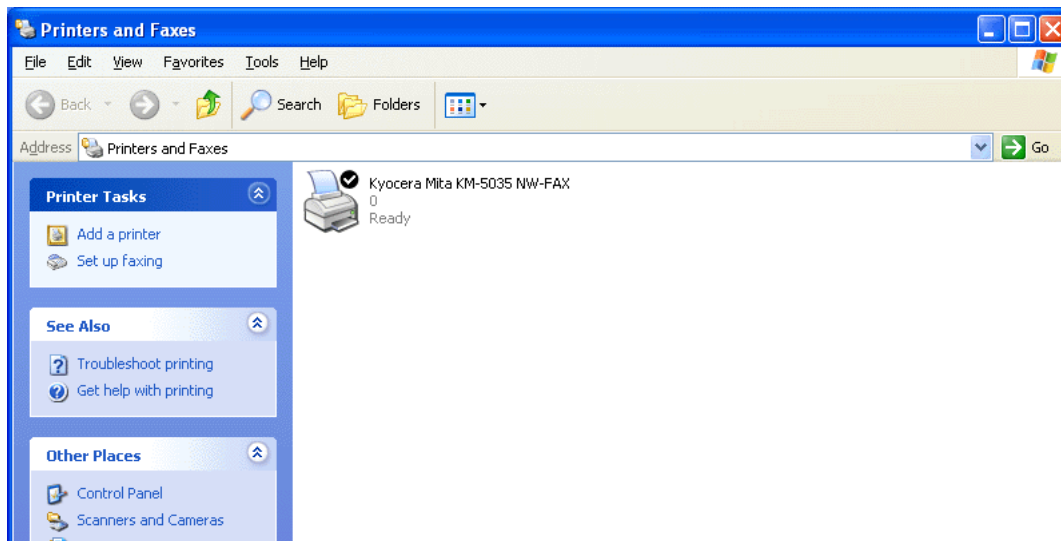 Printers and Faxes
File Edit View Favorites Tools Help
Back Search Folders
Address Printers and Faxes Go
Printer Tasks
Add a printer
Set up faxing
See Also
Troubleshoot printing
Get help with printing
Other Places
Control Panel
Scanners and Cameras
Kyocera Mita KM-5035 NW-FAX
0
Ready